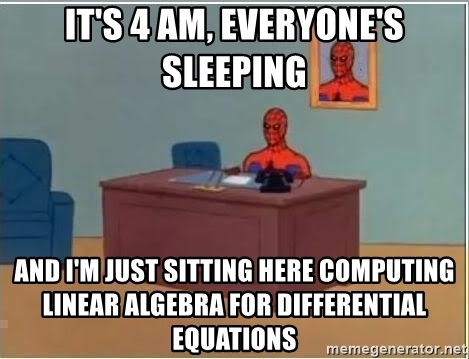 IT'S 4 AM, EVERYONE'S
SLEEPING
AND I'M JUST SITTING HERE COMPUTING
LINEAR ALGEBRA FOR DIFFERENTIAL
EQUATIONS
memegenerator.net